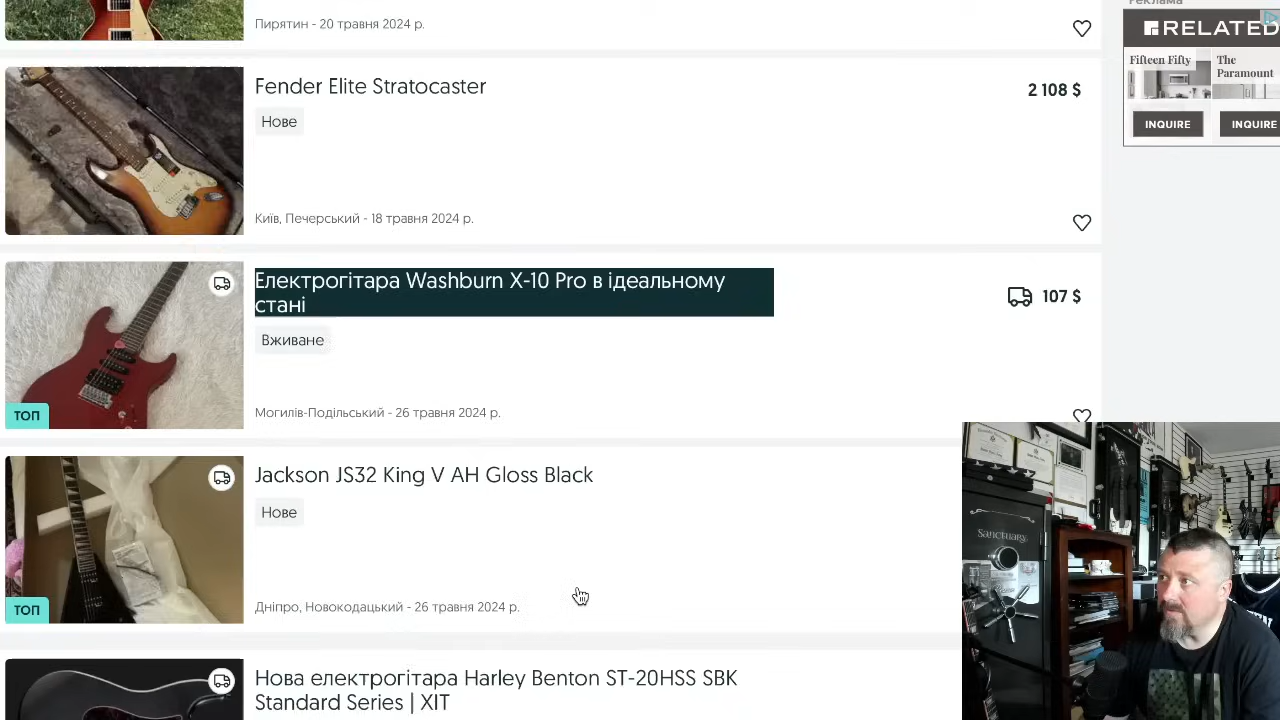 Реклама
Пирятин - 20 травня 2024 р.
RELATED
Fifteen Fifty
The
Paramount
INQUIRE
INQUIRE
Fender Elite Stratocaster
2 108 $
Нове
Київ, Печерський - 18 травня 2024 р.
Електрогітара Washburn X-10 Pro в ідеальному
стані
107 $
Вживане
ТОП
Могилів-Подільський - 26 травня 2024 р.
Jackson JS32 King V AH Gloss Black
Нове
Sanctuary
ТОП
Дніпро, Новокодацький - 26 травня 2024 р.
Нова електрогітара Harley Benton ST-20HSS SBK
Standard Series | ХІТ